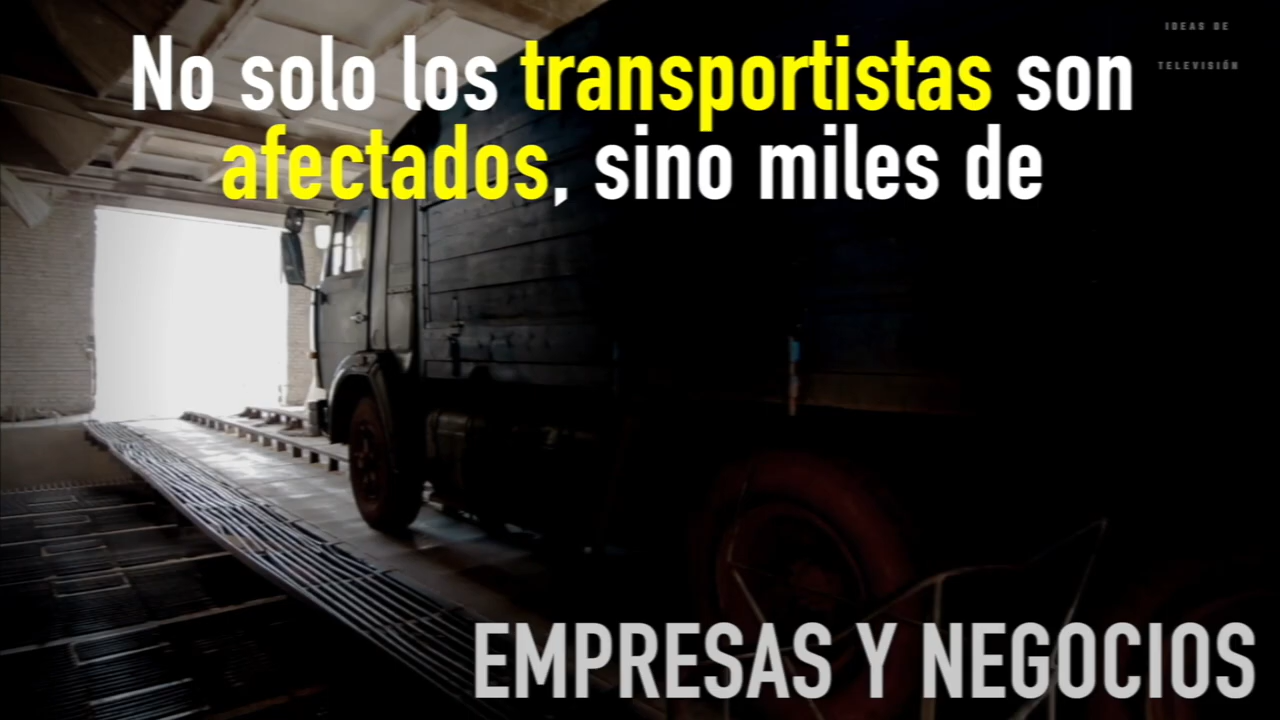 IDEAS DE
TELEVISIÓN
No solo los transportistas son
afectados, sino miles de
EMPRESAS Y NEGOCIOS